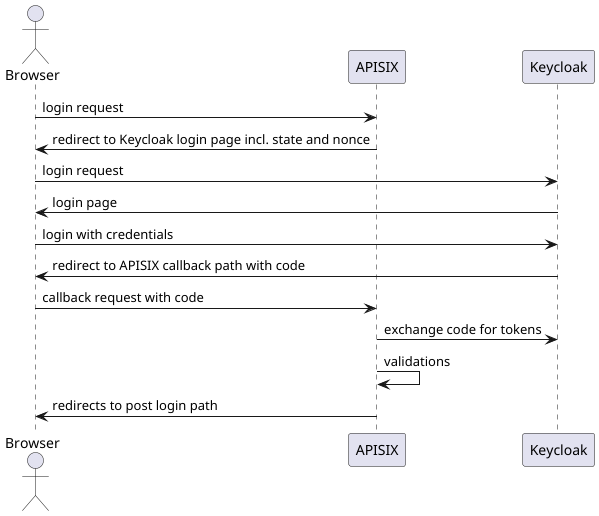 Browser
APISIX
Keycloak
login request
redirect to Keycloak login page incl. state and nonce
login request
login page
login with credentials
redirect to APISIX callback path with code
callback request with code
exchange code for tokens
validations
redirects to post login path
Browser
APISIX
Keycloak